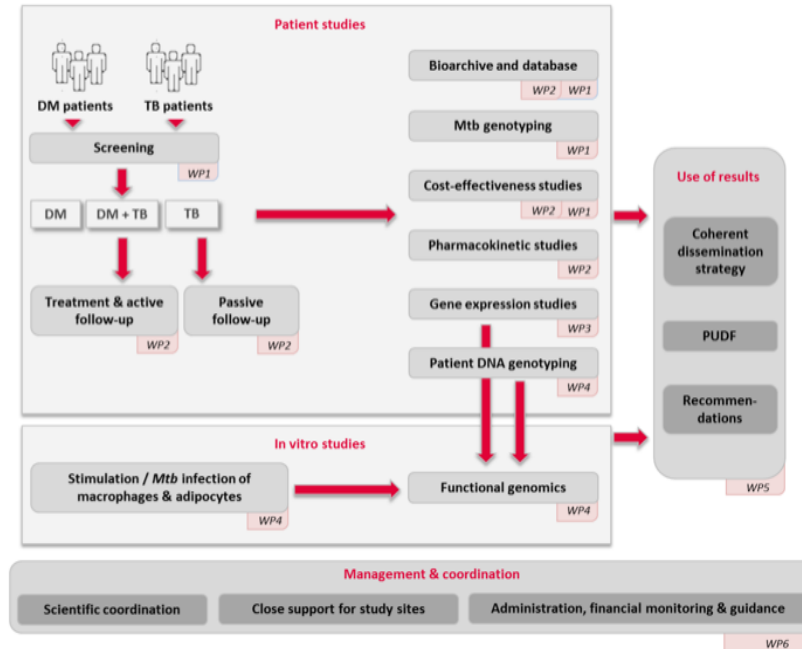 Patient studies
DM patients
TB patients
Screening
WP1
DM
DM + TB
TB
Treatment & active
follow-up
WP2
Passive
follow-up
WP2
Bioarchive and database
WP2 WP1
Mtb genotyping
WP1
Cost-effectiveness studies
WP2 WP1
Pharmacokinetic studies
WP2
Gene expression studies
WP3
Patient DNA genotyping
WP4
In vitro studies
Stimulation / Mtb infection of
macrophages & adipocytes
WP4
Functional genomics
WP4
Use of results
Coherent
dissemination
strategy
PUDF
Recommen-
dations
WP5
Management & coordination
Scientific coordination
Close support for study sites
Administration, financial monitoring & guidance
WP6